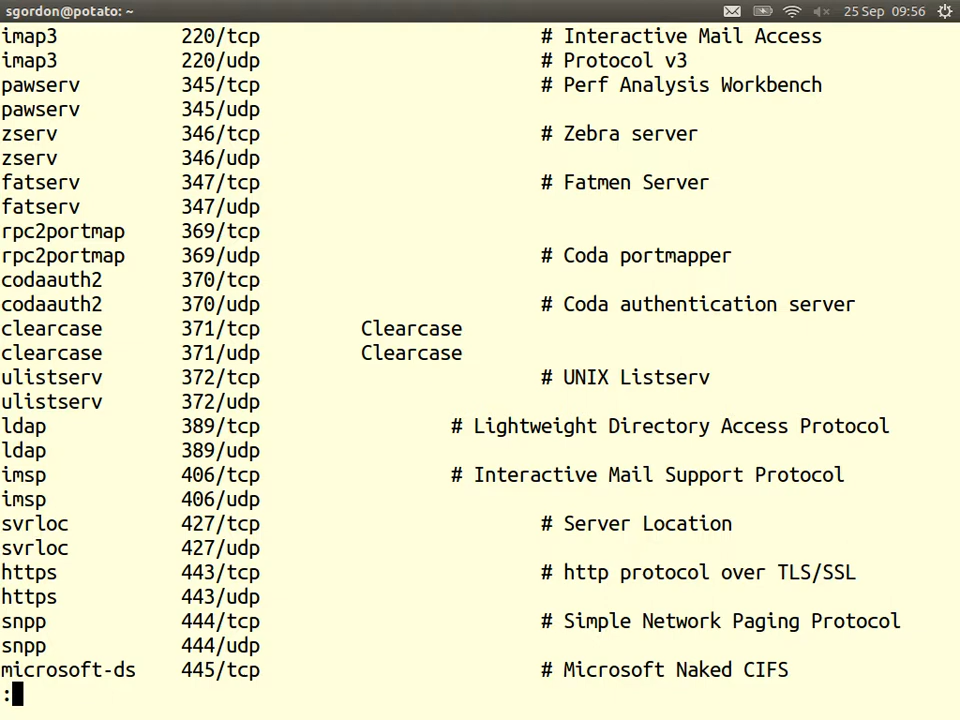 sgordon@potato: ~ 25 Sep 09:56
imap3 220/tcp # Interactive Mail Access
imap3 220/udp # Protocol v3
pawserv 345/tcp # Perf Analysis Workbench
pawserv 345/udp
zserv 346/tcp # Zebra server
zserv 346/udp
fatserv 347/tcp # Fatmen Server
fatserv 347/udp
rpc2portmap 369/tcp
rpc2portmap 369/udp # Coda portmapper
codaauth2 370/tcp
codaauth2 370/udp # Coda authentication server
clearcase 371/tcp Clearcase
clearcase 371/udp Clearcase
ulistserv 372/tcp # UNIX Listserv
ulistserv 372/udp
ldap 389/tcp # Lightweight Directory Access Protocol
ldap 389/udp
imsp 406/tcp # Interactive Mail Support Protocol
imsp 406/udp
svrloc 427/tcp # Server Location
svrloc 427/udp
https 443/tcp # http protocol over TLS/SSL
https 443/udp
snpp 444/tcp # Simple Network Paging Protocol
snpp 444/udp
microsoft-ds 445/tcp # Microsoft Naked CIFS
: